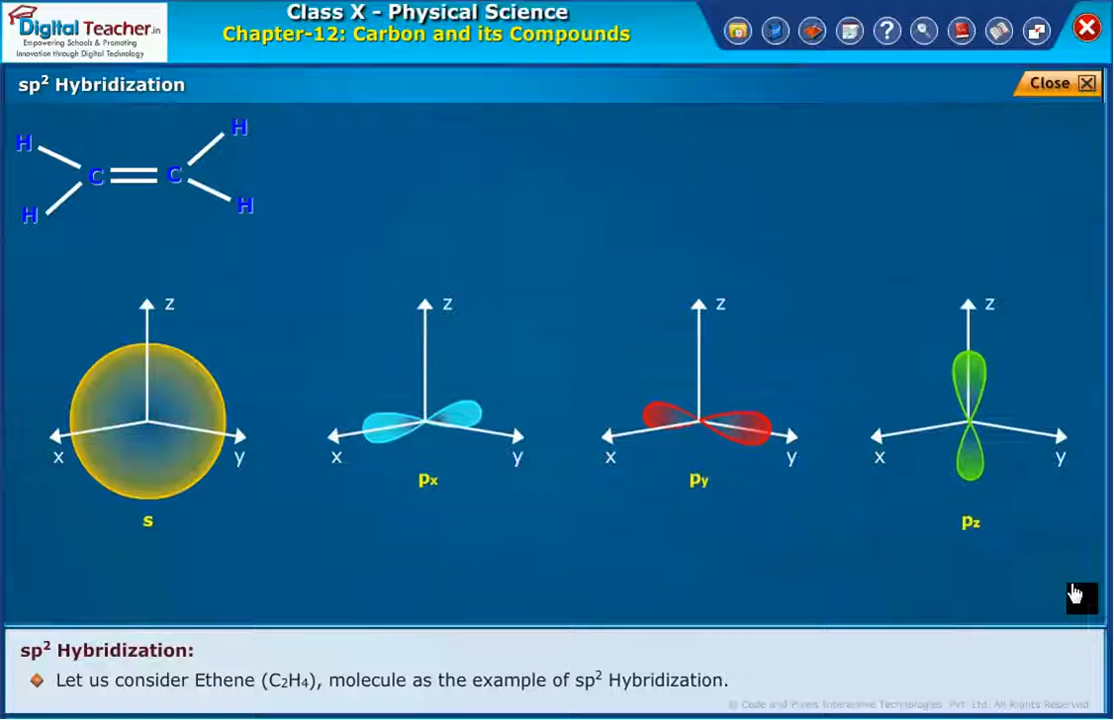 Digital Teacher.in
Empowering Schools & Promoting
Innovation through Digital Technology
Class X - Physical Science
Chapter-12: Carbon and its Compounds
sp² Hybridization
Close
H
H
C
C
H
H
z
z
z
z
x
y
x
y
x
y
x
y
s
px
py
pz
sp² Hybridization:
Let us consider Ethene (C₂H₄), molecule as the example of sp² Hybridization.
© Code and Pixels Interactive Technologies Pvt. Ltd. All Rights Reserved